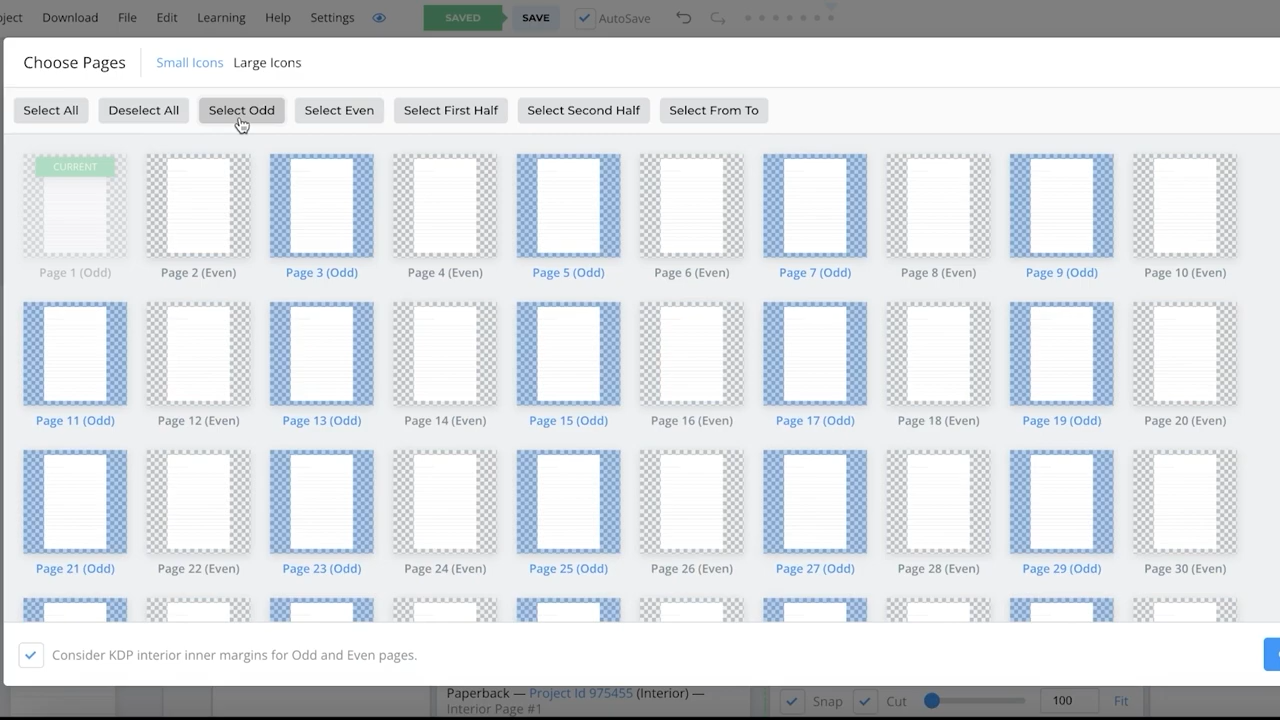 Download File Edit Learning Help Settings SAVED SAVE AutoSave
Choose Pages Small Icons Large Icons
Select All Deselect All Select Odd Select Even Select First Half Select Second Half Select From To
CURRENT
Page 1 (Odd) Page 2 (Even) Page 3 (Odd) Page 4 (Even) Page 5 (Odd) Page 6 (Even) Page 7 (Odd) Page 8 (Even) Page 9 (Odd) Page 10 (Even)
Page 11 (Odd) Page 12 (Even) Page 13 (Odd) Page 14 (Even) Page 15 (Odd) Page 16 (Even) Page 17 (Odd) Page 18 (Even) Page 19 (Odd) Page 20 (Even)
Page 21 (Odd) Page 22 (Even) Page 23 (Odd) Page 24 (Even) Page 25 (Odd) Page 26 (Even) Page 27 (Odd) Page 28 (Even) Page 29 (Odd) Page 30 (Even)
Consider KDP interior inner margins for Odd and Even pages.
Paperback — Project Id 975455 (Interior) —
Interior Page #1
Snap Cut 100 Fit